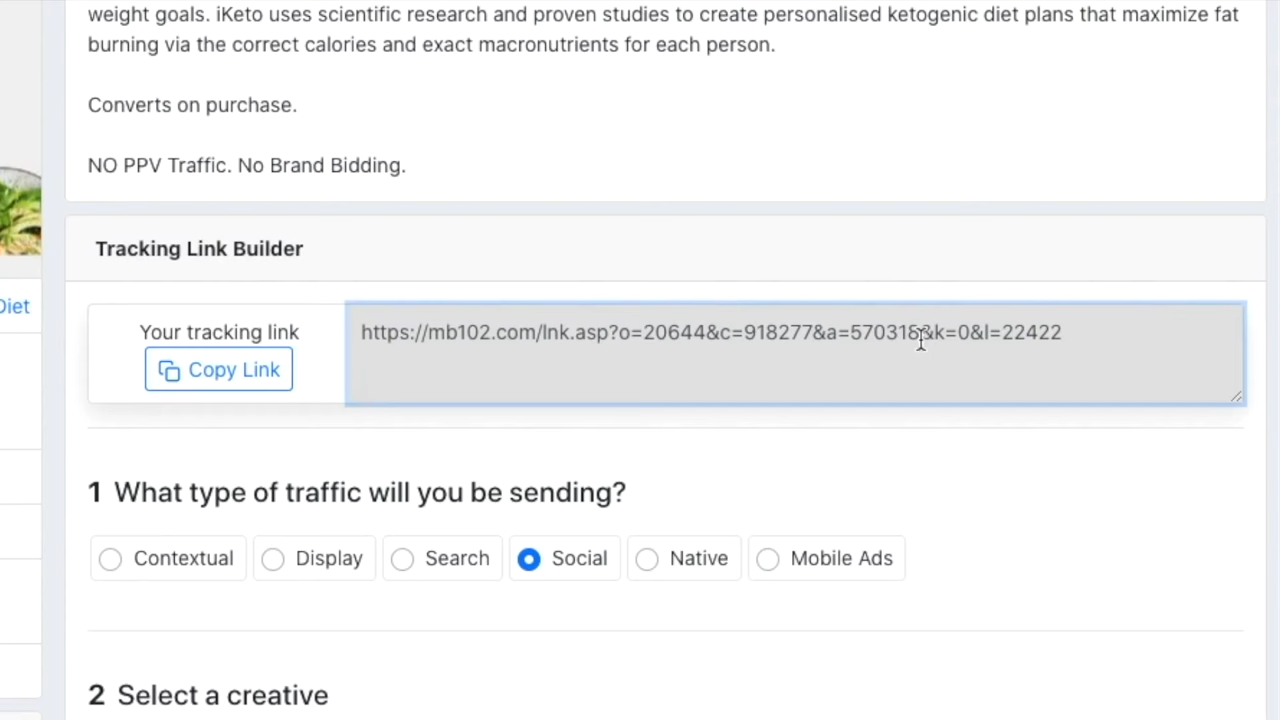 weight goals. iKeto uses scientific research and proven studies to create personalised ketogenic diet plans that maximize fat
burning via the correct calories and exact macronutrients for each person.
Converts on purchase.
NO PPV Traffic. No Brand Bidding.
Tracking Link Builder
Diet
Your tracking link
Copy Link
https://mb102.com/lnk.asp?o=20644&c=918277&a=570318&k=0&l=22422
1 What type of traffic will you be sending?
Contextual Display Search Social Native Mobile Ads
2 Select a creative